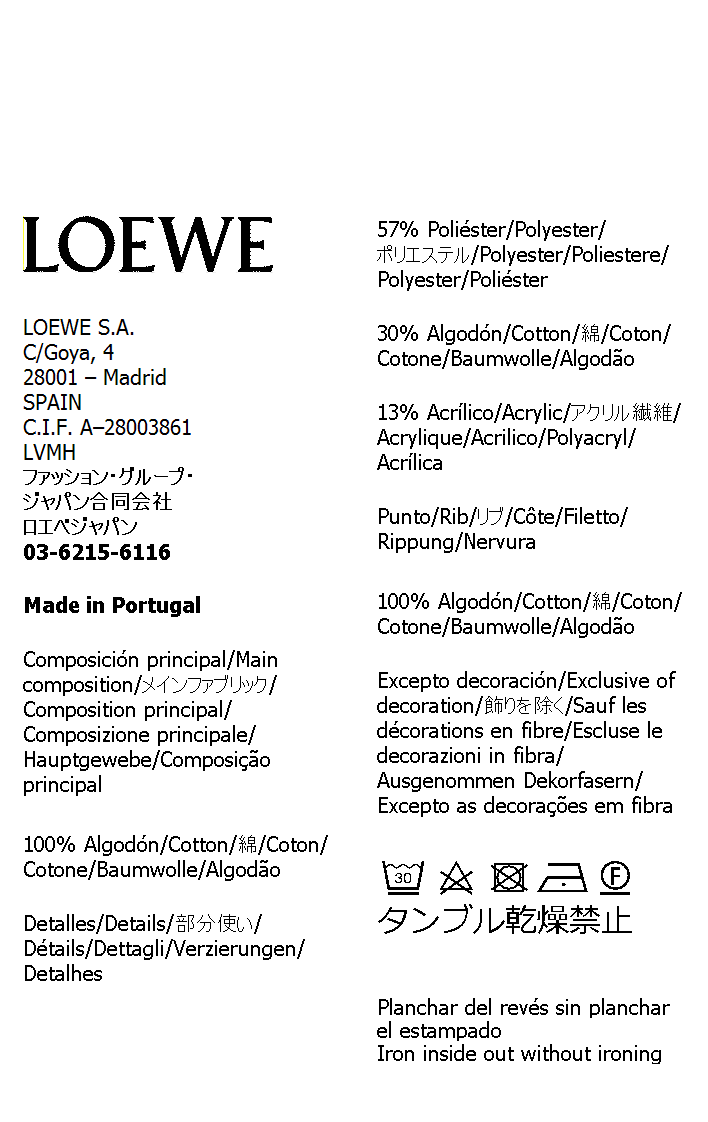 LOEWE
LOEWE S.A.
C/Goya, 4
28001 – Madrid
SPAIN
C.I.F. A–28003861
LVMH
ファッション・グループ・
ジャパン合同会社
ロエベジャパン
03-6215-6116
Made in Portugal
Composición principal/Main
composition/メインファブリック/
Composition principal/
Composizione principale/
Hauptgewebe/Composição
principal
100% Algodón/Cotton/綿/Coton/
Cotone/Baumwolle/Algodão
Detalles/Details/部分使い/
Détails/Dettagli/Verzierungen/
Detalhes
57% Poliéster/Polyester/
ポリエステル/Polyester/Poliestere/
Polyester/Poliéster
30% Algodón/Cotton/綿/Coton/
Cotone/Baumwolle/Algodão
13% Acrílico/Acrylic/アクリル繊維/
Acrylique/Acrilico/Polyacryl/
Acrílica
Punto/Rib/リブ/Côte/Filetto/
Rippung/Nervura
100% Algodón/Cotton/綿/Coton/
Cotone/Baumwolle/Algodão
Excepto decoración/Exclusive of
decoration/飾りを除く/Sauf les
décorations en fibre/Escluse le
decorazioni in fibra/
Ausgenommen Dekorfasern/
Excepto as decorações em fibra
30 F
タンブル乾燥禁止
Planchar del revés sin planchar
el estampado
Iron inside out without ironing